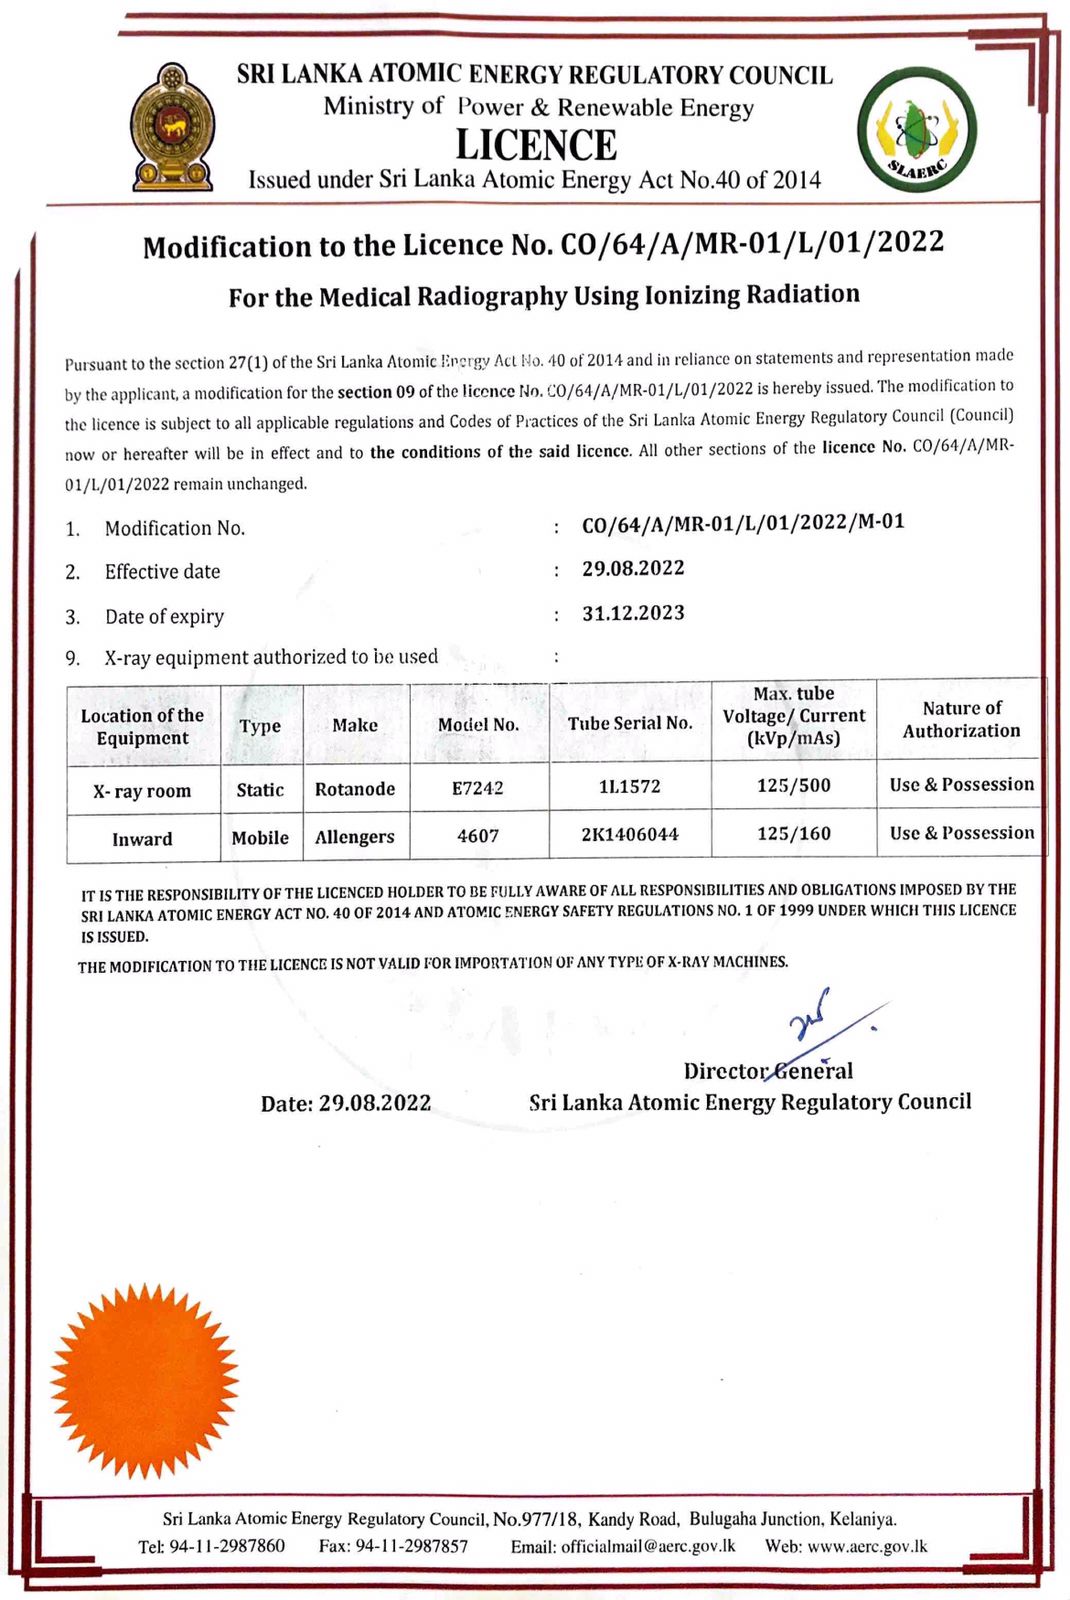 SRI LANKA ATOMIC ENERGY REGULATORY COUNCIL
Ministry of Power & Renewable Energy
LICENCE
Issued under Sri Lanka Atomic Energy Act No.40 of 2014
SLAERC
Modification to the Licence No. CO/64/A/MR-01/L/01/2022
For the Medical Radiography Using Ionizing Radiation
Pursuant to the section 27(1) of the Sri Lanka Atomic Energy Act No. 40 of 2014 and in reliance on statements and representation made
by the applicant, a modification for the section 09 of the licence No. CO/64/A/MR-01/L/01/2022 is hereby issued. The modification to
the licence is subject to all applicable regulations and Codes of Practices of the Sri Lanka Atomic Energy Regulatory Council (Council)
now or hereafter will be in effect and to the conditions of the said licence. All other sections of the licence No. CO/64/A/MR-
01/L/01/2022 remain unchanged.
1. Modification No. : CO/64/A/MR-01/L/01/2022/M-01
2. Effective date : 29.08.2022
3. Date of expiry : 31.12.2023
9. X-ray equipment authorized to be used :
Location of the Equipment Type Make Model No. Tube Serial No. Max. tube Voltage/ Current (kVp/mAs) Nature of Authorization
X- ray room Static Rotanode E7242 1L1572 125/500 Use & Possession
Inward Mobile Allengers 4607 2K1406044 125/160 Use & Possession
IT IS THE RESPONSIBILITY OF THE LICENCED HOLDER TO BE FULLY AWARE OF ALL RESPONSIBILITIES AND OBLIGATIONS IMPOSED BY THE
SRI LANKA ATOMIC ENERGY ACT NO. 40 OF 2014 AND ATOMIC ENERGY SAFETY REGULATIONS NO. 1 OF 1999 UNDER WHICH THIS LICENCE
IS ISSUED.
THE MODIFICATION TO THE LICENCE IS NOT VALID FOR IMPORTATION OF ANY TYPE OF X-RAY MACHINES.
Director General
Date: 29.08.2022 Sri Lanka Atomic Energy Regulatory Council
Sri Lanka Atomic Energy Regulatory Council, No.977/18, Kandy Road, Bulugaha Junction, Kelaniya.
Tel: 94-11-2987860 Fax: 94-11-2987857 Email: officialmail@aerc.gov.lk Web: www.aerc.gov.lk